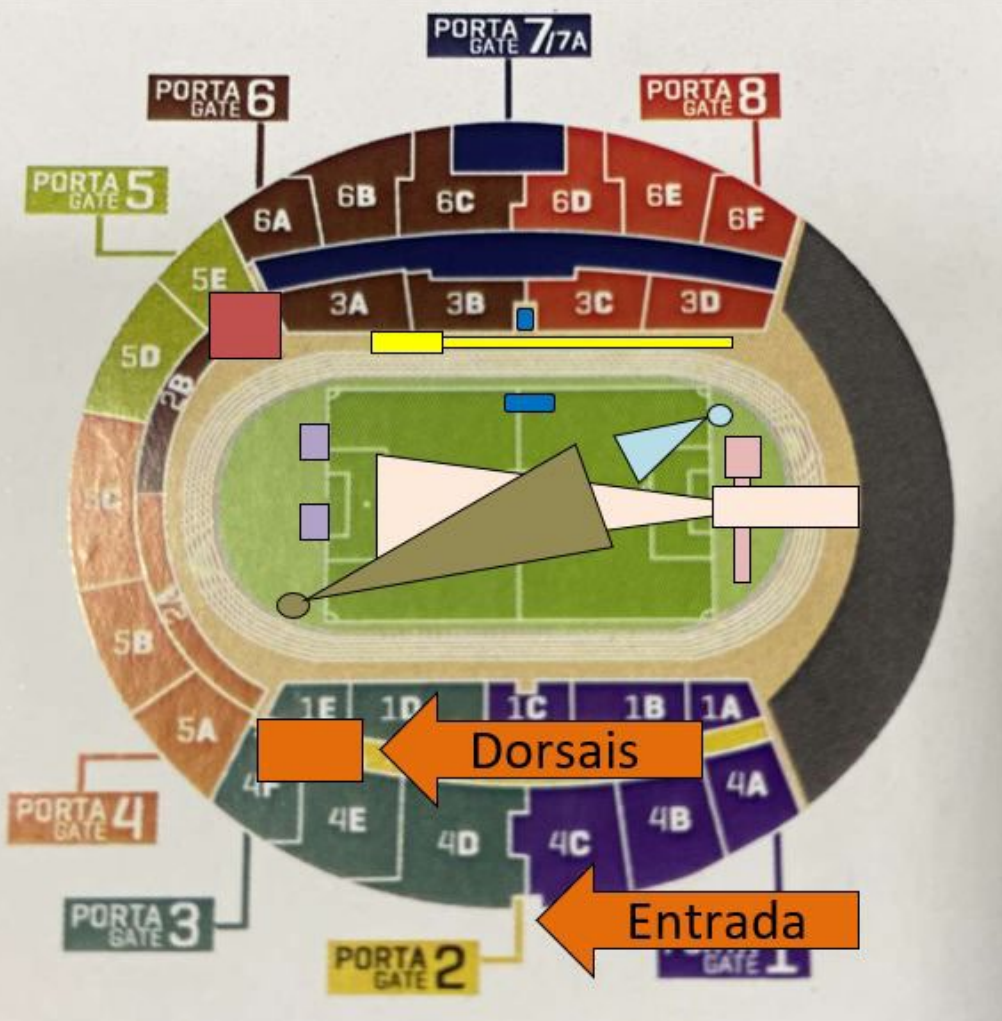 PORTA GATE 7/7A
PORTA GATE 6
PORTA GATE 8
PORTA GATE 5
6A 6B 6C 6D 6E 6F
5E
3A 3B 3C 3D
5D
2B
5C
5B
5A
1E 1D 1C 1B 1A
Dorsais
4F 4E 4D 4C 4B 4A
PORTA GATE 4
PORTA GATE 3
Entrada
PORTA GATE 2
GATE 1